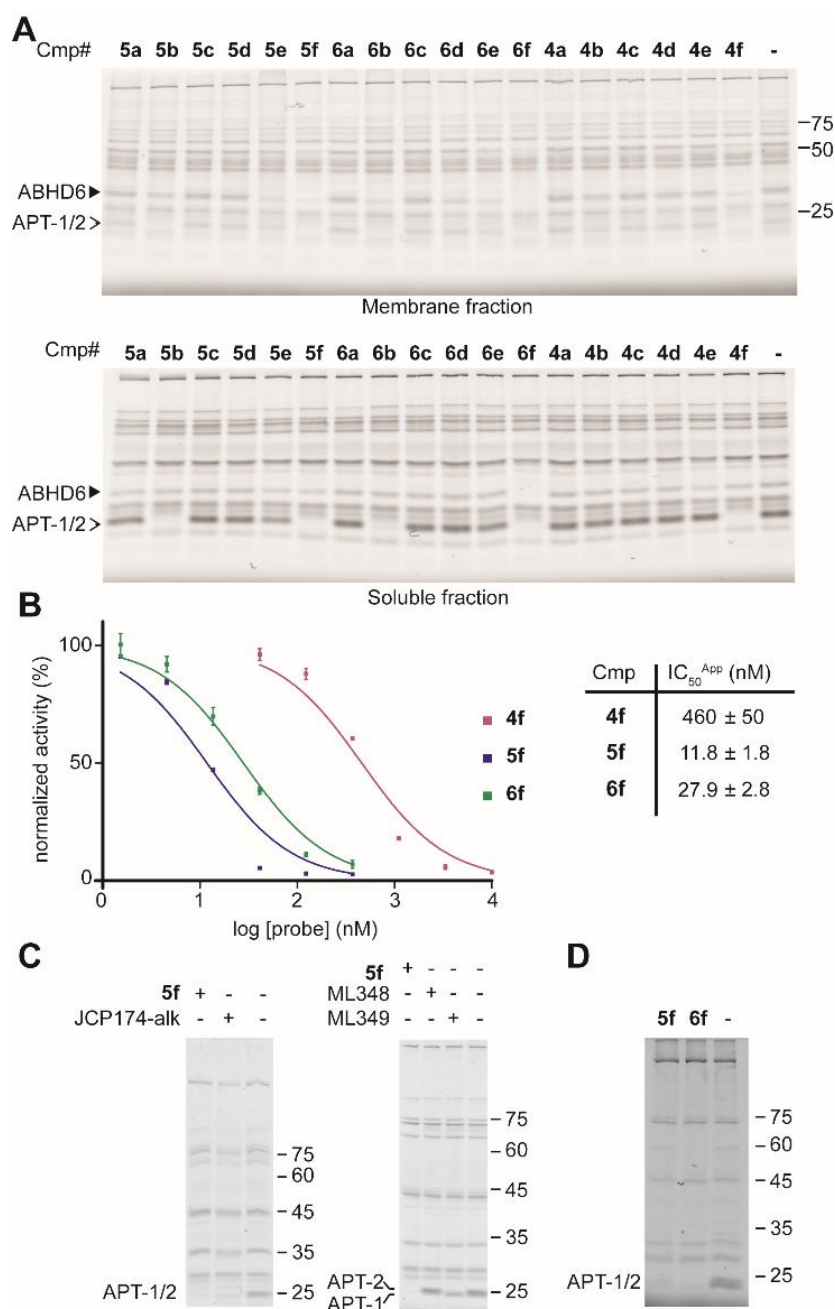 A
Cmp# 5a 5b 5c 5d 5e 5f 6a 6b 6c 6d 6e 6f 4a 4b 4c 4d 4e 4f -
75
50
ABHD6
25
APT-1/2
Membrane fraction
Cmp# 5a 5b 5c 5d 5e 5f 6a 6b 6c 6d 6e 6f 4a 4b 4c 4d 4e 4f -
ABHD6
APT-1/2
Soluble fraction
B
normalized activity (%)
100
50
0
0 1 2 3 4
log [probe] (nM)
4f
5f
6f
Cmp IC50App (nM)
4f 460 ± 50
5f 11.8 ± 1.8
6f 27.9 ± 2.8
C
5f + - -
JCP174-alk - + -
75
60
45
35
APT-1/2 25
5f + - - -
ML348 - + - -
ML349 - - + -
75
60
45
35
APT-2 25
APT-1
D
5f 6f -
75
60
45
35
APT-1/2 25